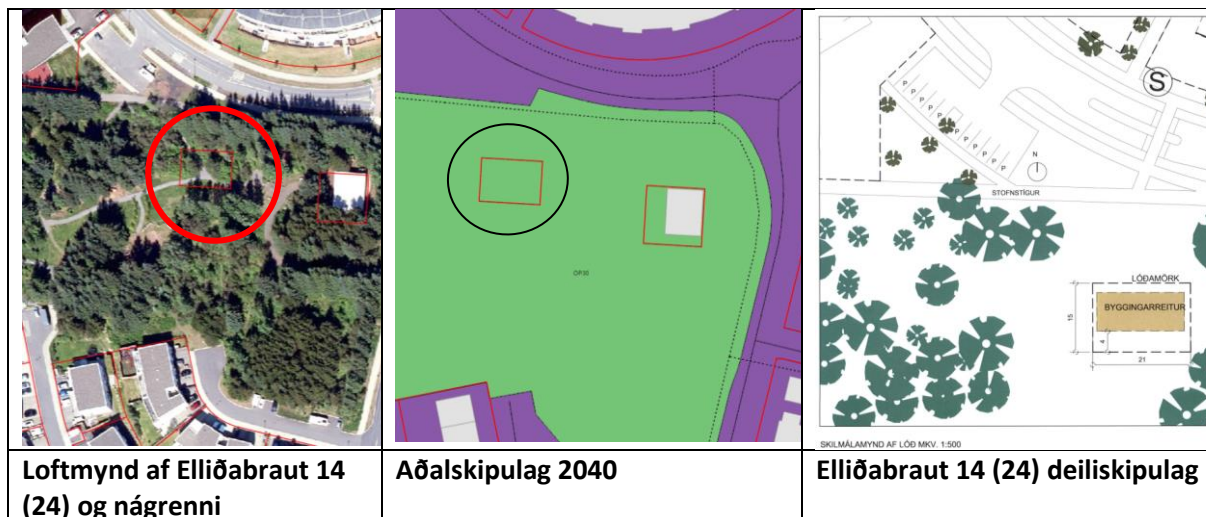 OP30
P P P P P P P P P P
S
N
STOFNSTÍGUR
LÓÐAMÖRK
BYGGINGARREITUR
15
4
21
SKILMÁLAMYND AF LÓÐ MKV. 1:500
Loftmynd af Elliðabraut 14
(24) og nágrenni
Aðalskipulag 2040
Elliðabraut 14 (24) deiliskipulag